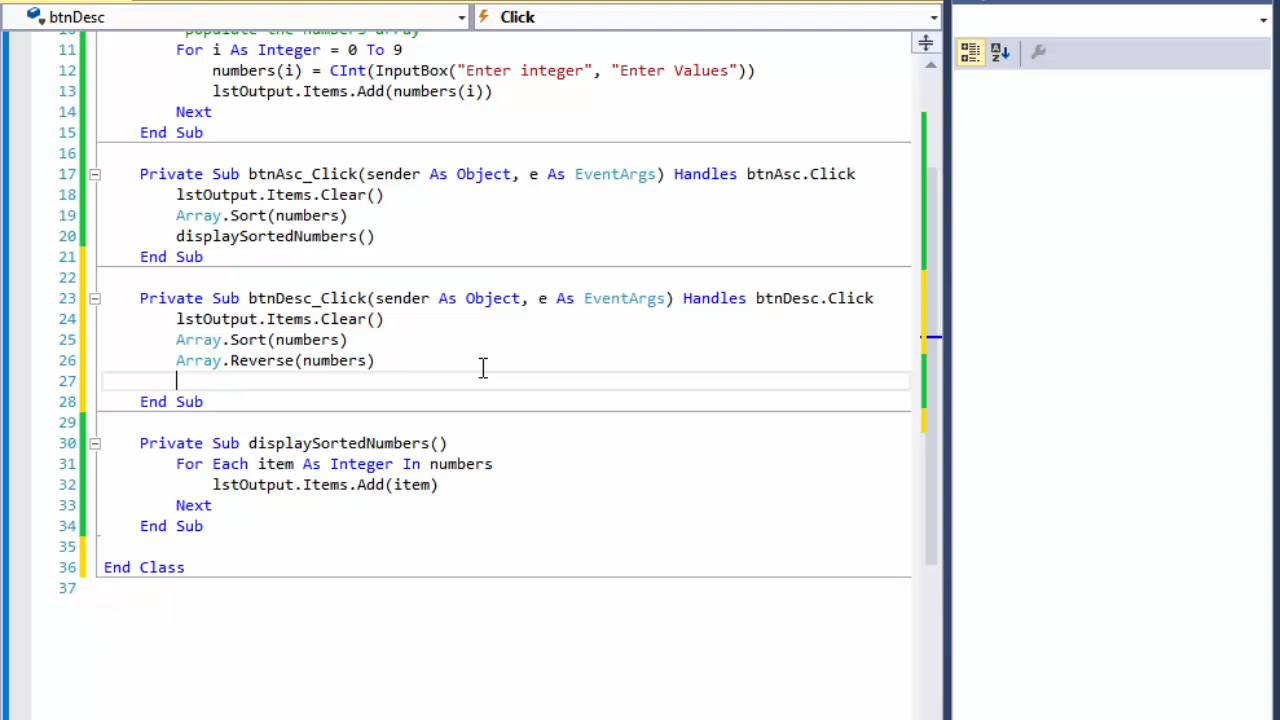 btnDesc Click
10 'populate the numbers array
11 For i As Integer = 0 To 9
12 numbers(i) = CInt(InputBox("Enter integer", "Enter Values"))
13 lstOutput.Items.Add(numbers(i))
14 Next
15 End Sub
16
17 Private Sub btnAsc_Click(sender As Object, e As EventArgs) Handles btnAsc.Click
18 lstOutput.Items.Clear()
19 Array.Sort(numbers)
20 displaySortedNumbers()
21 End Sub
22
23 Private Sub btnDesc_Click(sender As Object, e As EventArgs) Handles btnDesc.Click
24 lstOutput.Items.Clear()
25 Array.Sort(numbers)
26 Array.Reverse(numbers)
27
28 End Sub
29
30 Private Sub displaySortedNumbers()
31 For Each item As Integer In numbers
32 lstOutput.Items.Add(item)
33 Next
34 End Sub
35
36 End Class
37